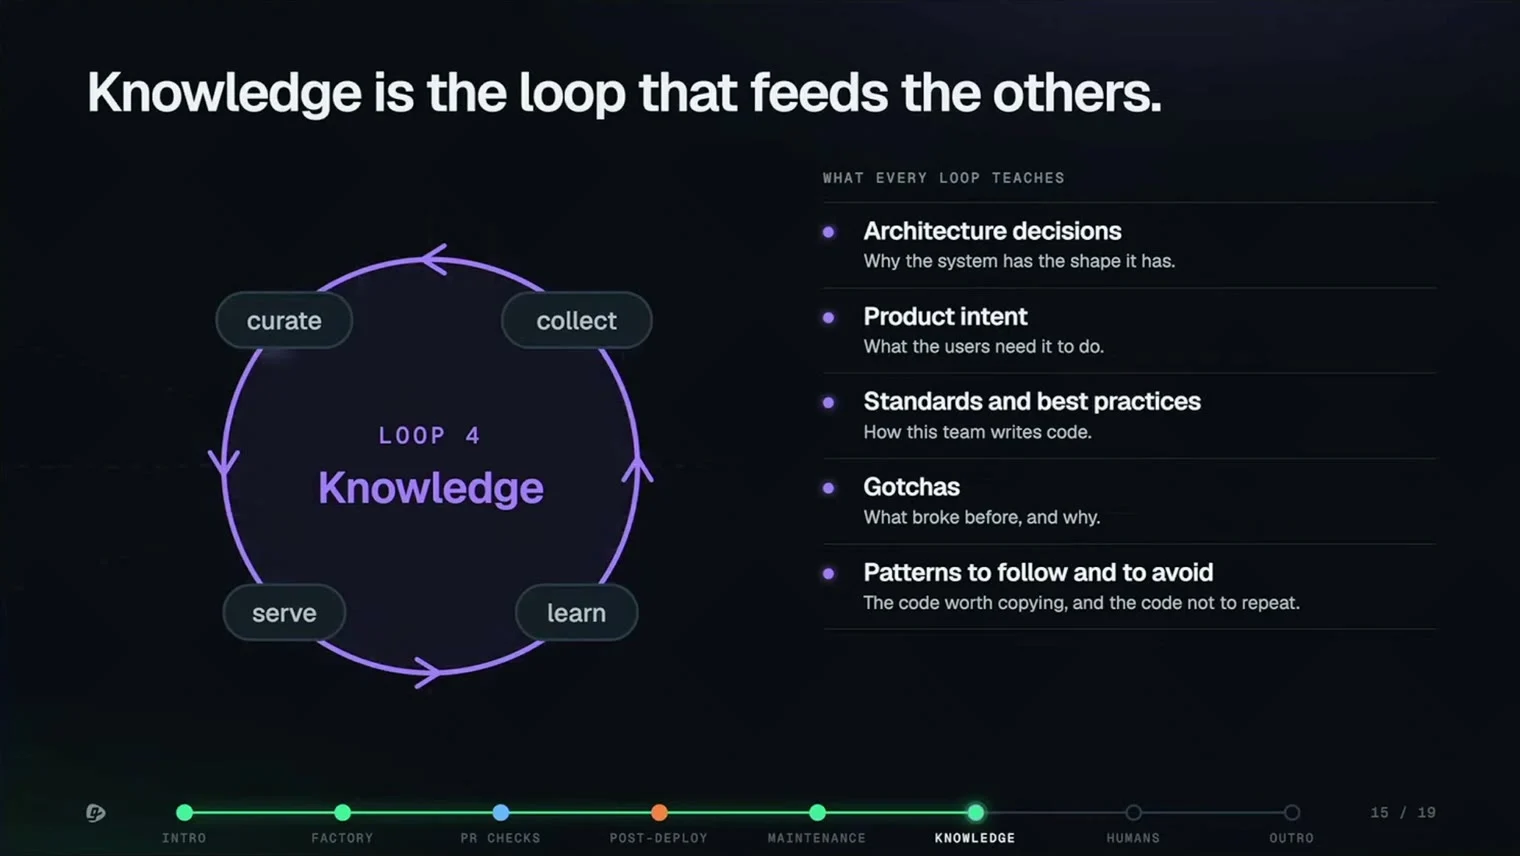 Knowledge is the loop that feeds the others.
curate
collect
LOOP 4
Knowledge
serve
learn
WHAT EVERY LOOP TEACHES
Architecture decisions
Why the system has the shape it has.
Product intent
What the users need it to do.
Standards and best practices
How this team writes code.
Gotchas
What broke before, and why.
Patterns to follow and to avoid
The code worth copying, and the code not to repeat.
INTRO
FACTORY
PR CHECKS
POST-DEPLOY
MAINTENANCE
KNOWLEDGE
HUMANS
OUTRO
15 / 19